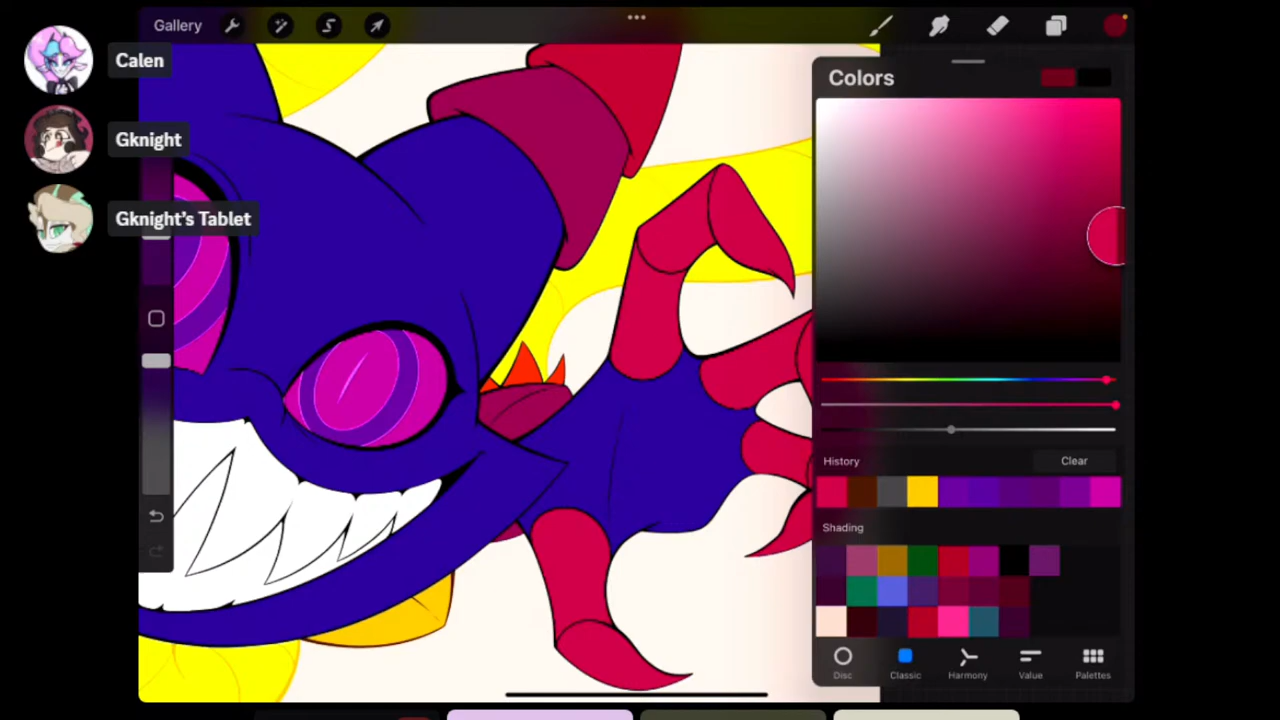 Gallery
Calen
Gknight
Gknight's Tablet
Colors
History
Clear
Shading
Disc
Classic
Harmony
Value
Palettes